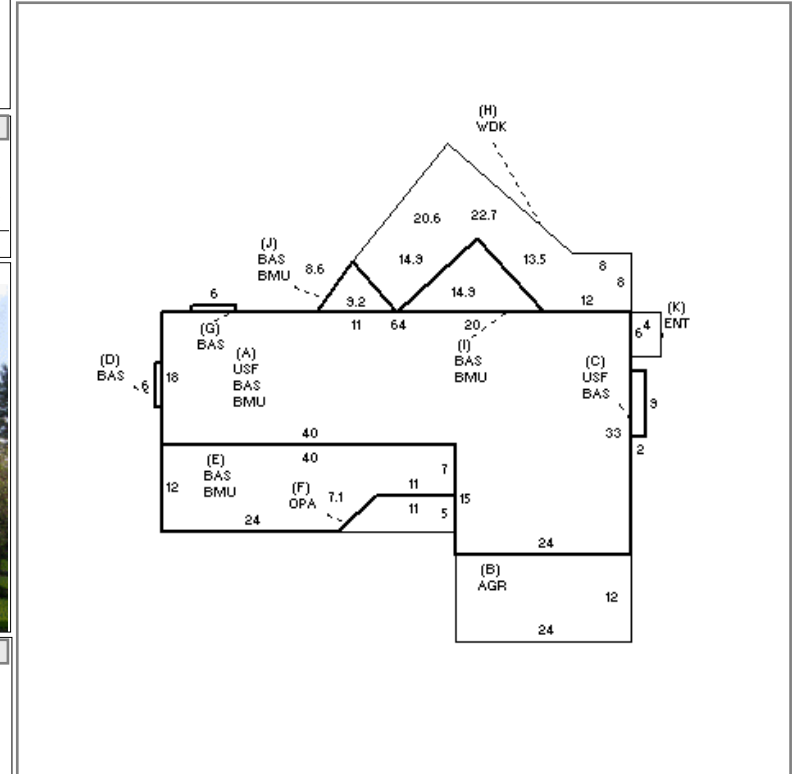 (H)
WDK
20.6
22.7
(J)
BAS
BMU
8.6
14.9
13.5
8
8
6
9.2
14.9
12
(K)
ENT
6
4
(G)
BAS
11
64
20
(I)
BAS
BMU
(D)
BAS
6
18
(A)
USF
BAS
BMU
(C)
USF
BAS
9
33
2
40
40
(E)
BAS
BMU
12
7
(F)
OPA
7.1
11
11
5
15
24
24
(B)
AGR
12
24